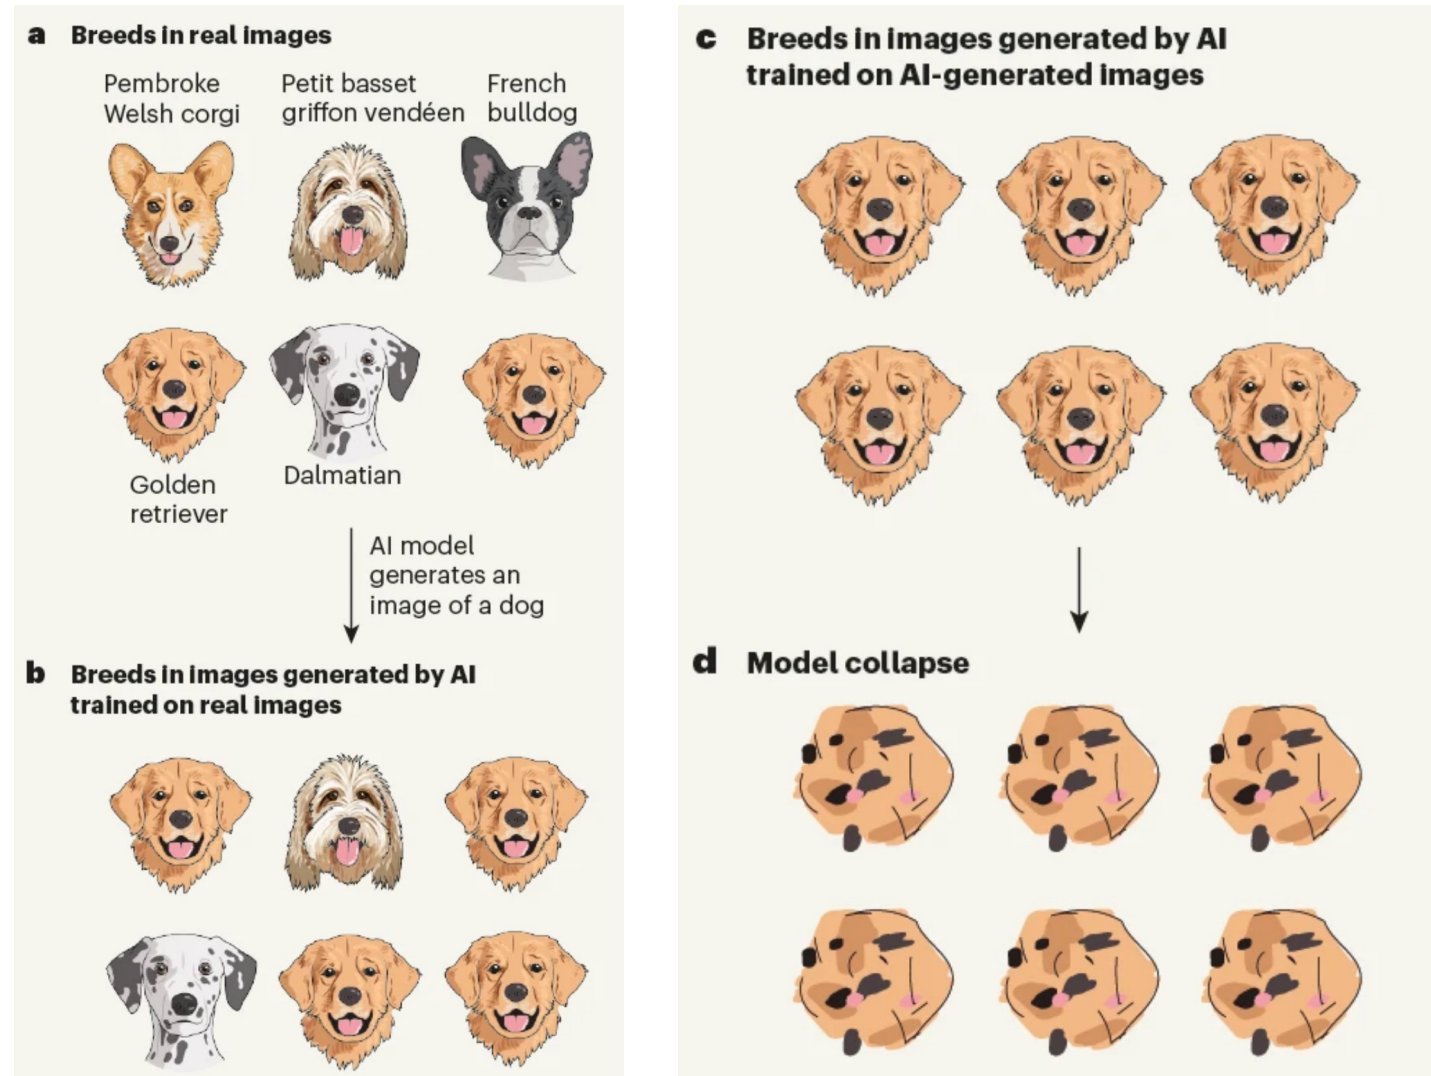 a Breeds in real images
Pembroke
Welsh corgi
Petit basset
griffon vendéen
French
bulldog
Golden
retriever
Dalmatian
AI model
generates an
image of a dog
b Breeds in images generated by AI
trained on real images
c Breeds in images generated by AI
trained on AI-generated images
d Model collapse